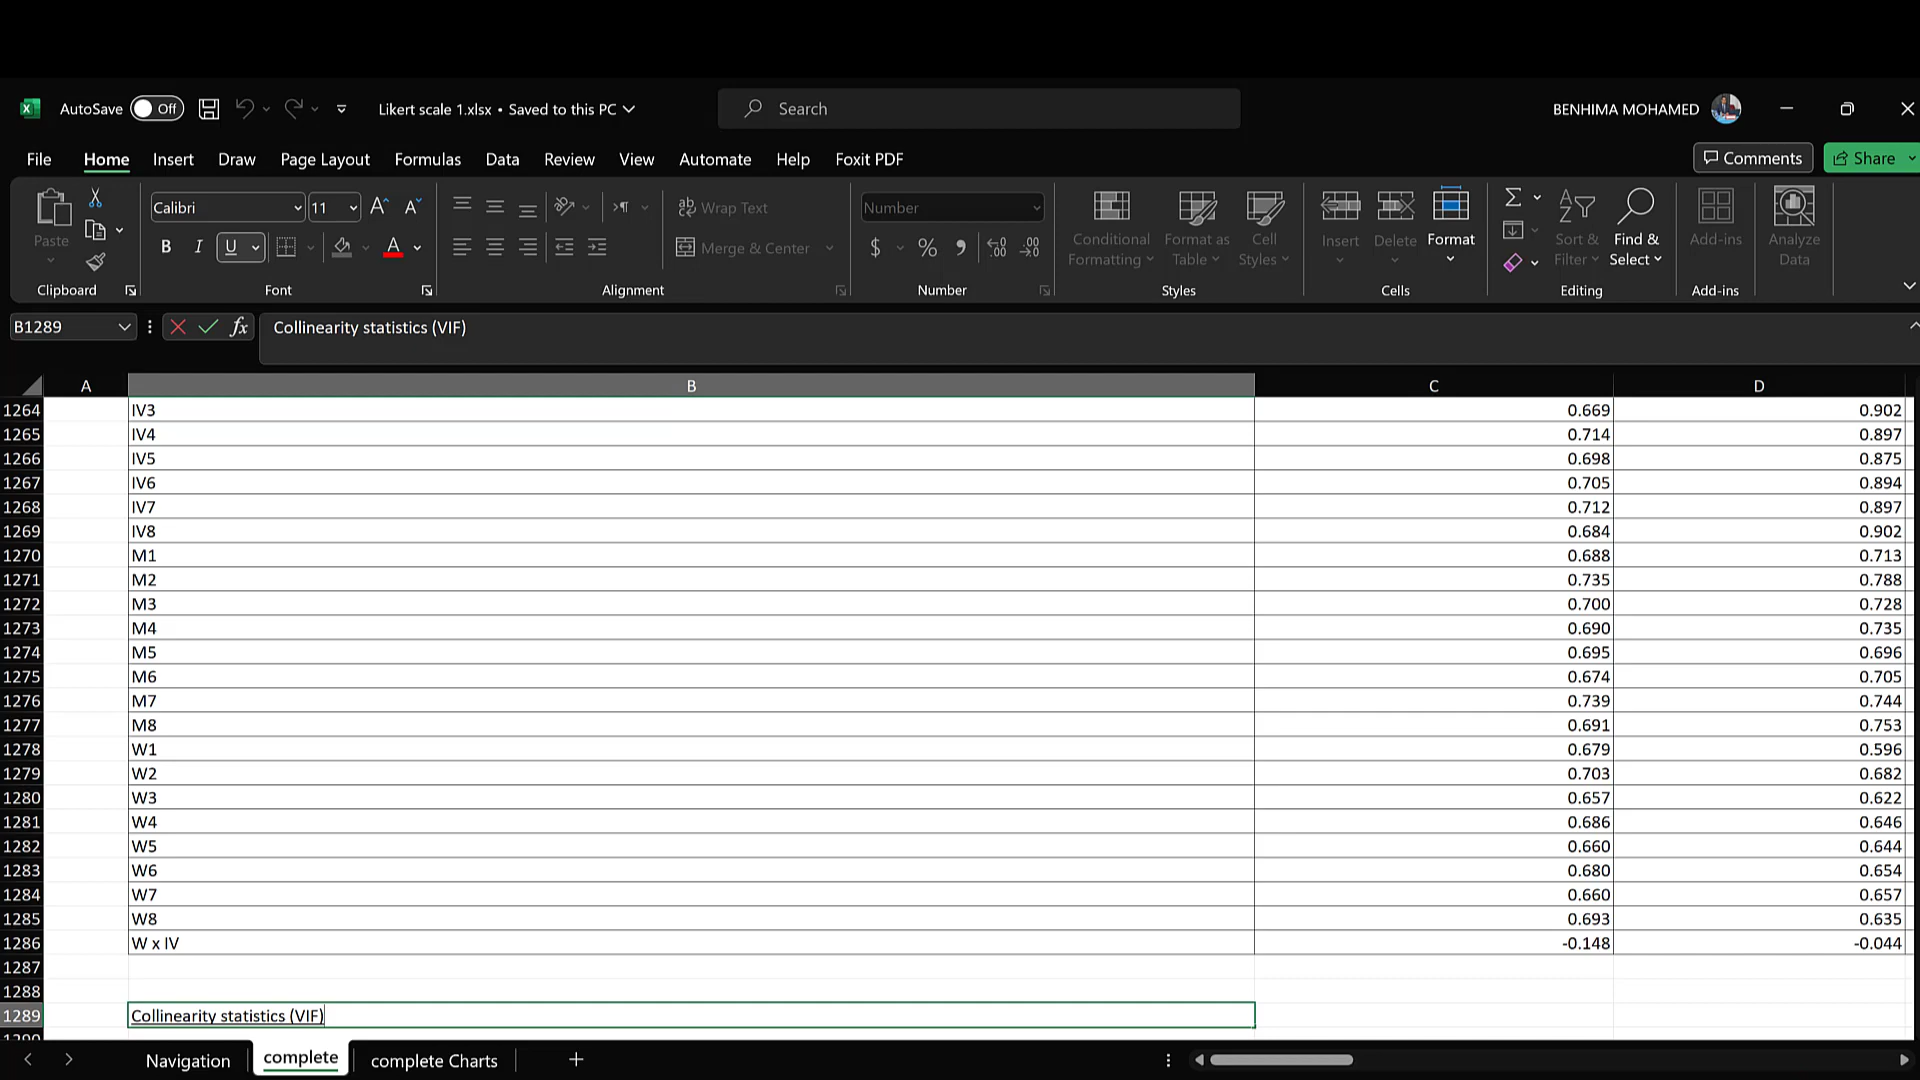 AutoSave Off Likert scale 1.xlsx • Saved to this PC Search BENHIMA MOHAMED
File Home Insert Draw Page Layout Formulas Data Review View Automate Help Foxit PDF Comments Share
Paste Calibri 11 Wrap Text Number Conditional Formatting Format as Table Cell Styles Insert Delete Format Sort & Filter Find & Select Add-ins Analyze Data
B I U A Merge & Center $ %
Clipboard Font Alignment Number Styles Cells Editing Add-ins
B1289 fx Collinearity statistics (VIF)
A B C D
1264 IV3 0.669 0.902
1265 IV4 0.714 0.897
1266 IV5 0.698 0.875
1267 IV6 0.705 0.894
1268 IV7 0.712 0.897
1269 IV8 0.684 0.902
1270 M1 0.688 0.713
1271 M2 0.735 0.788
1272 M3 0.700 0.728
1273 M4 0.690 0.735
1274 M5 0.695 0.696
1275 M6 0.674 0.705
1276 M7 0.739 0.744
1277 M8 0.691 0.753
1278 W1 0.679 0.596
1279 W2 0.703 0.682
1280 W3 0.657 0.622
1281 W4 0.686 0.646
1282 W5 0.660 0.644
1283 W6 0.680 0.654
1284 W7 0.660 0.657
1285 W8 0.693 0.635
1286 W x IV -0.148 -0.044
1287
1288
1289 Collinearity statistics (VIF)
1290
Navigation complete complete Charts